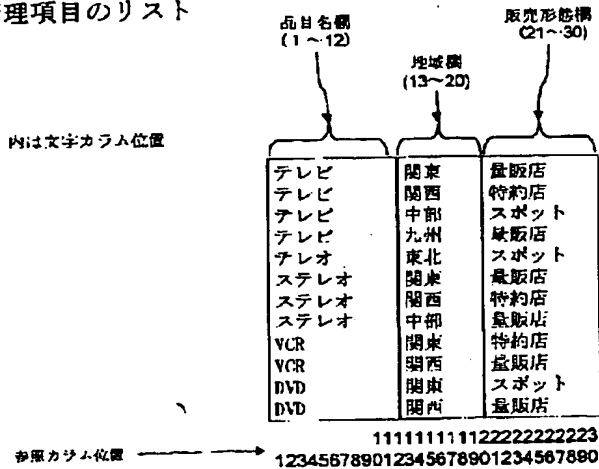 理項目のリスト
品目名欄
(1～12)
地域欄
(13～20)
販売形態欄
(21～30)
内は文字カラム位置
テレビ 関東 量販店
テレビ 関西 特約店
テレビ 中部 スポット
テレビ 九州 量販店
テレオ 東北 スポット
ステレオ 関東 量販店
ステレオ 関西 特約店
ステレオ 中部 量販店
VCR 関東 特約店
VCR 関西 量販店
DVD 関東 スポット
DVD 関西 量販店
111111111122222222223
参照カラム位置 123456789012345678901234567890